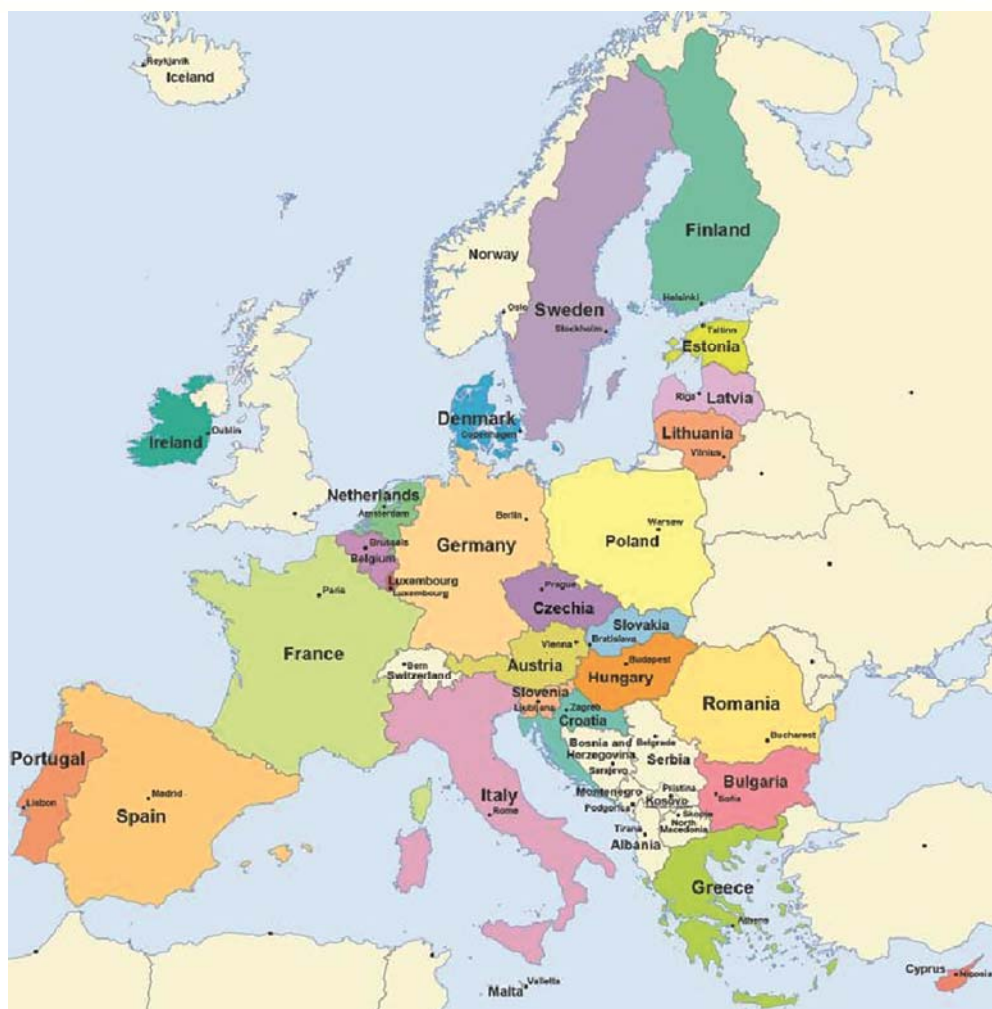 Reykjavik
Iceland
Finland
Helsinki
Norway
Oslo
Sweden
Stockholm
Tallinn
Estonia
Riga
Latvia
Lithuania
Vilnius
Denmark
Copenhagen
Ireland
Dublin
Netherlands
Amsterdam
Brussels
Belgium
Luxembourg
Luxembourg
Berlin
Germany
Warsaw
Poland
Prague
Czechia
Slovakia
Bratislava
Vienna
Austria
Budapest
Hungary
Paris
France
Bern
Switzerland
Slovenia
Ljubljana
Zagreb
Croatia
Romania
Bucharest
Bosnia and
Herzegovina
Sarajevo
Belgrade
Serbia
Montenegro
Podgorica
Pristina
Kosovo
Skopje
North
Macedonia
Tirana
Albania
Bulgaria
Sofia
Portugal
Lisbon
Madrid
Spain
Italy
Rome
Greece
Athens
Malta
Valletta
Cyprus
Nicosia